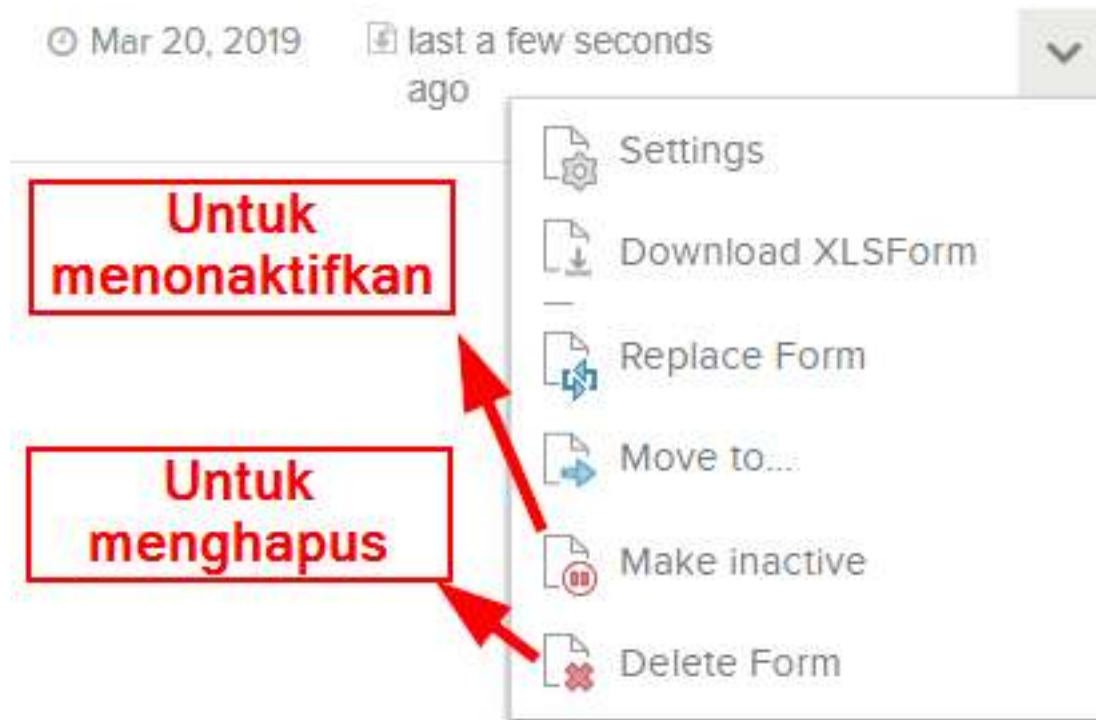 Mar 20, 2019
last a few seconds
ago
Settings
Download XLSForm
Replace Form
Move to...
Make inactive
Delete Form
Untuk
menonaktifkan
Untuk
menghapus